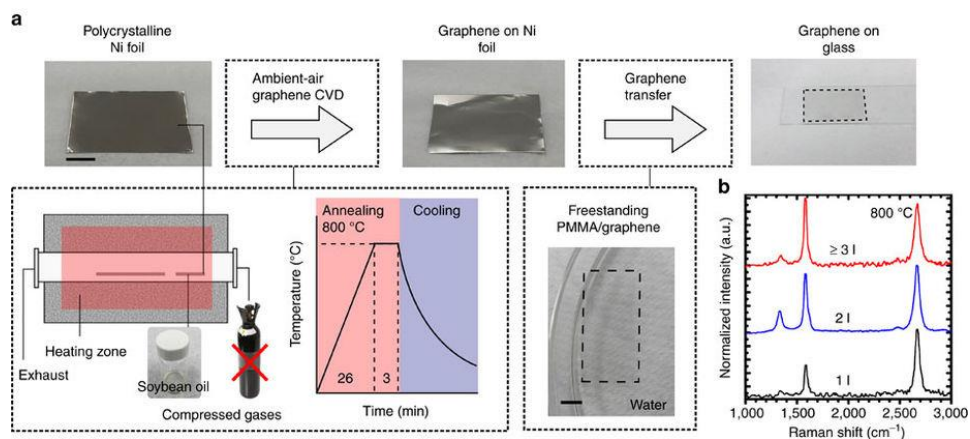 a
Polycrystalline
Ni foil
Ambient-air
graphene CVD
Graphene on Ni
foil
Graphene
transfer
Graphene on
glass
Annealing
800 °C
Cooling
Temperature (°C)
26
3
Time (min)
Heating zone
Exhaust
Soybean oil
Compressed gases
Freestanding
PMMA/graphene
Water
b
Normalized intensity (a.u.)
800 °C
≥ 3 l
2 l
1 l
1,000
1,500
2,000
2,500
3,000
Raman shift (cm⁻¹)